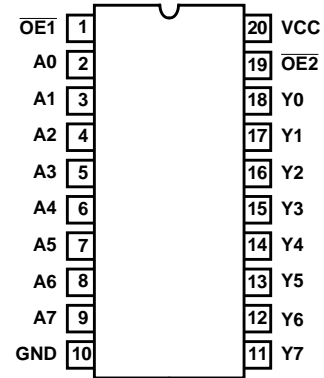 O̅E̅1̅ 1 20 VCC
A0 2 19 O̅E̅2̅
A1 3 18 Y0
A2 4 17 Y1
A3 5 16 Y2
A4 6 15 Y3
A5 7 14 Y4
A6 8 13 Y5
A7 9 12 Y6
GND 10 11 Y7